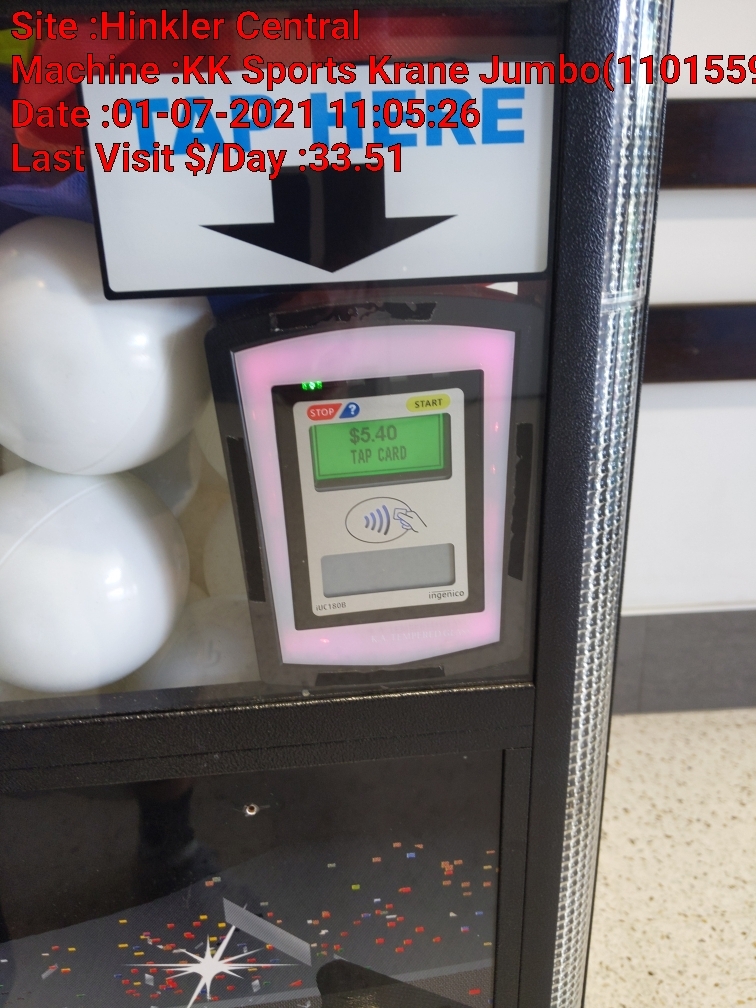 Site :Hinkler Central
Machine :KK Sports Krane Jumbo(1101559
Date :01-07-2021 11:05:26
Last Visit $/Day :33.51
TAP HERE
STOP ? START
$5.40
TAP CARD
iUC180B ingenico